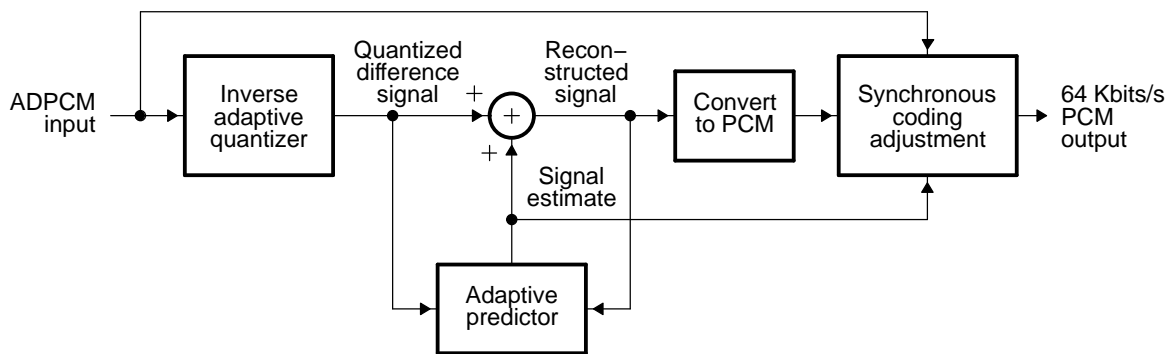 ADPCM
input
Inverse
adaptive
quantizer
Quantized
difference
signal
+
+
+
Recon−
structed
signal
Convert
to PCM
Synchronous
coding
adjustment
64 Kbits/s
PCM
output
Signal
estimate
Adaptive
predictor